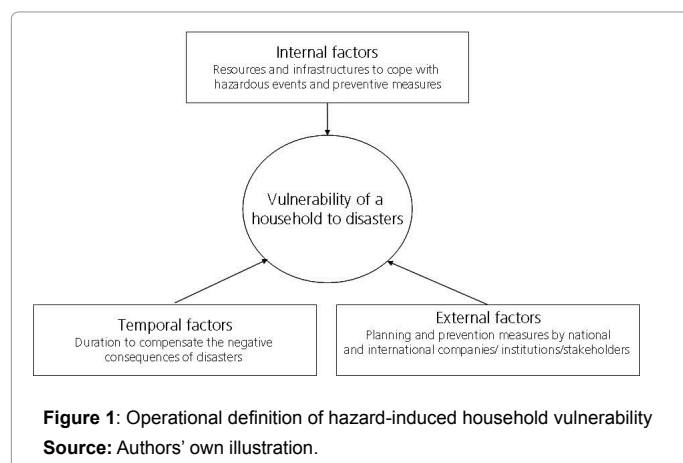 Internal factors
Resources and infrastructures to cope with
hazardous events and preventive measures
Vulnerability of a
household to disasters
Temporal factors
Duration to compensate the negative
consequences of disasters
External factors
Planning and prevention measures by national
and international companies/ institutions/stakeholders
Figure 1: Operational definition of hazard-induced household vulnerability
Source: Authors’ own illustration.